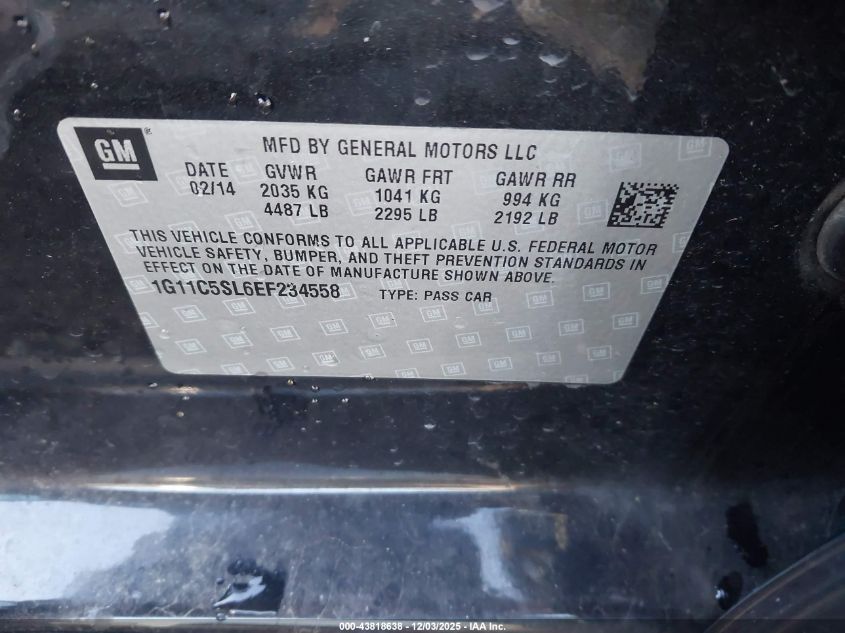 GM®
MFD BY GENERAL MOTORS LLC
DATE GVWR GAWR FRT GAWR RR
02/14 2035 KG 1041 KG 994 KG
4487 LB 2295 LB 2192 LB
THIS VEHICLE CONFORMS TO ALL APPLICABLE U.S. FEDERAL MOTOR
VEHICLE SAFETY, BUMPER, AND THEFT PREVENTION STANDARDS IN
EFFECT ON THE DATE OF MANUFACTURE SHOWN ABOVE.
1G11C5SL6EF234558 TYPE: PASS CAR
000-43818638 - 12/03/2025 - IAA Inc.